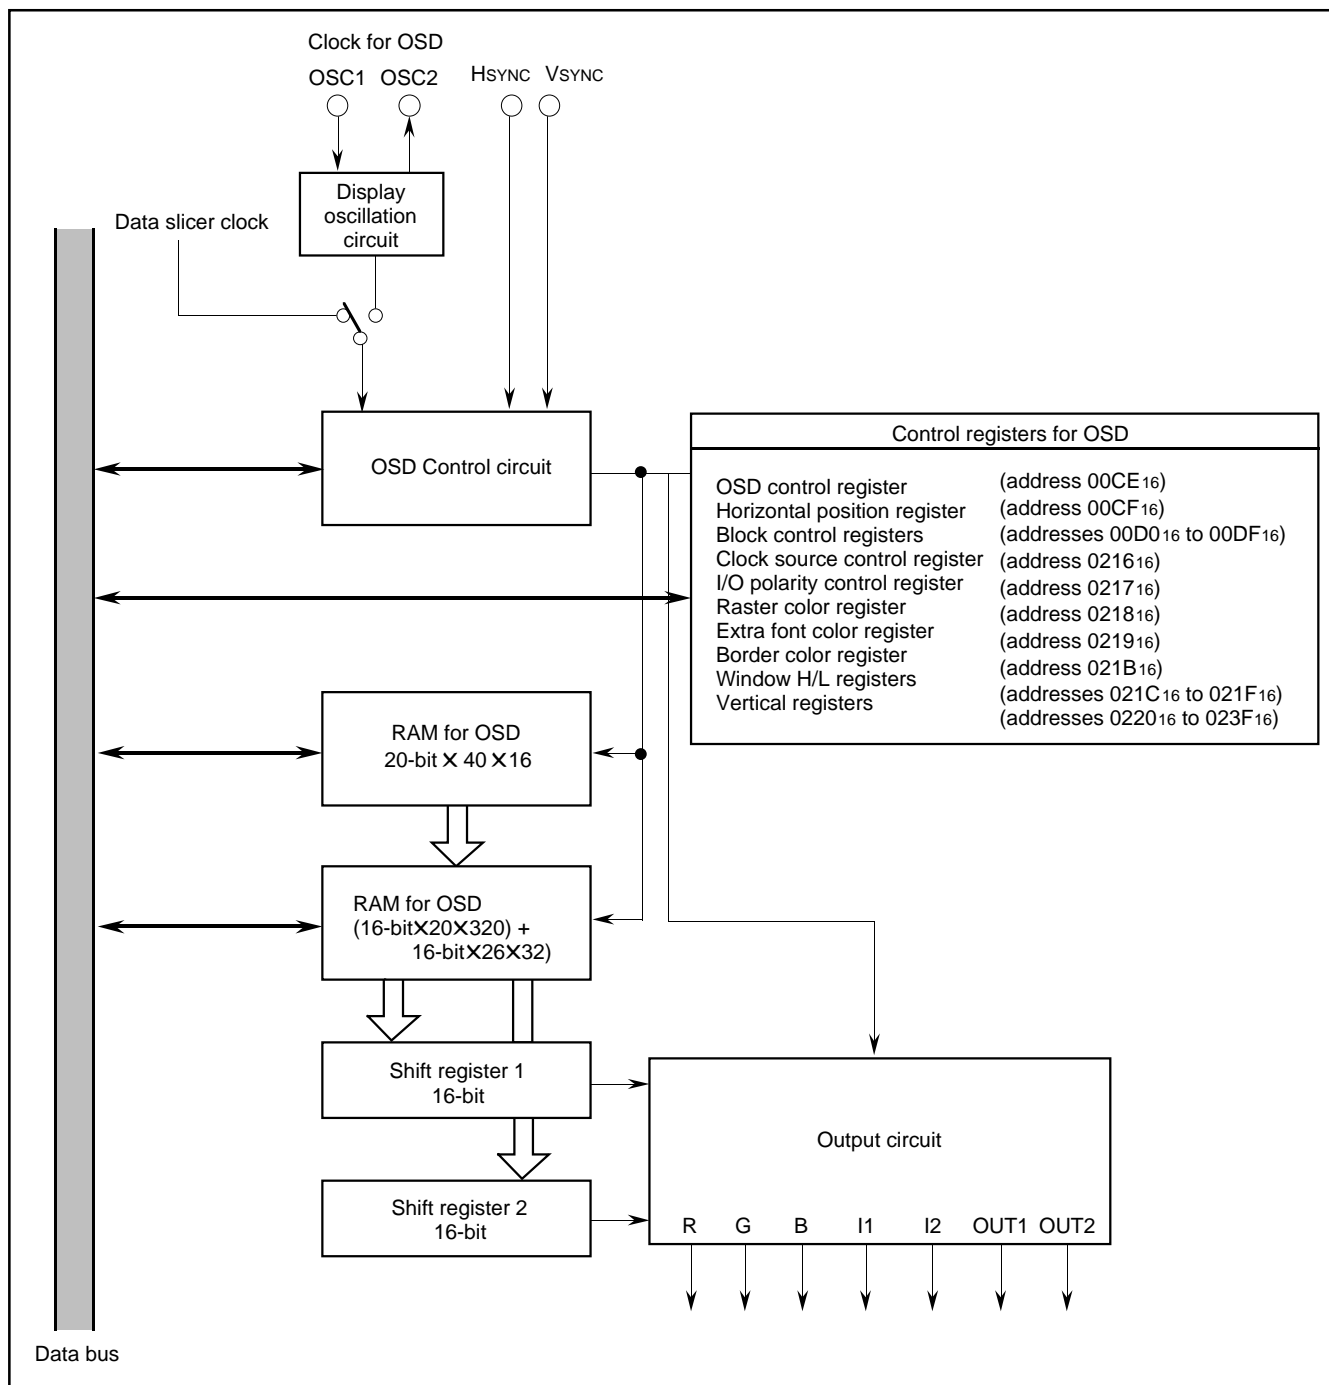 Clock for OSD
OSC1 OSC2 HSYNC VSYNC
Display
oscillation
circuit
Data slicer clock
OSD Control circuit
Control registers for OSD
OSD control register (address 00CE16)
Horizontal position register (address 00CF16)
Block control registers (addresses 00D016 to 00DF16)
Clock source control register (address 021616)
I/O polarity control register (address 021716)
Raster color register (address 021816)
Extra font color register (address 021916)
Border color register (address 021B16)
Window H/L registers (addresses 021C16 to 021F16)
Vertical registers (addresses 022016 to 023F16)
RAM for OSD
20-bit × 40 × 16
RAM for OSD
(16-bit×20×320) +
16-bit×26×32)
Shift register 1
16-bit
Output circuit
Shift register 2
16-bit
R G B I1 I2 OUT1 OUT2
Data bus